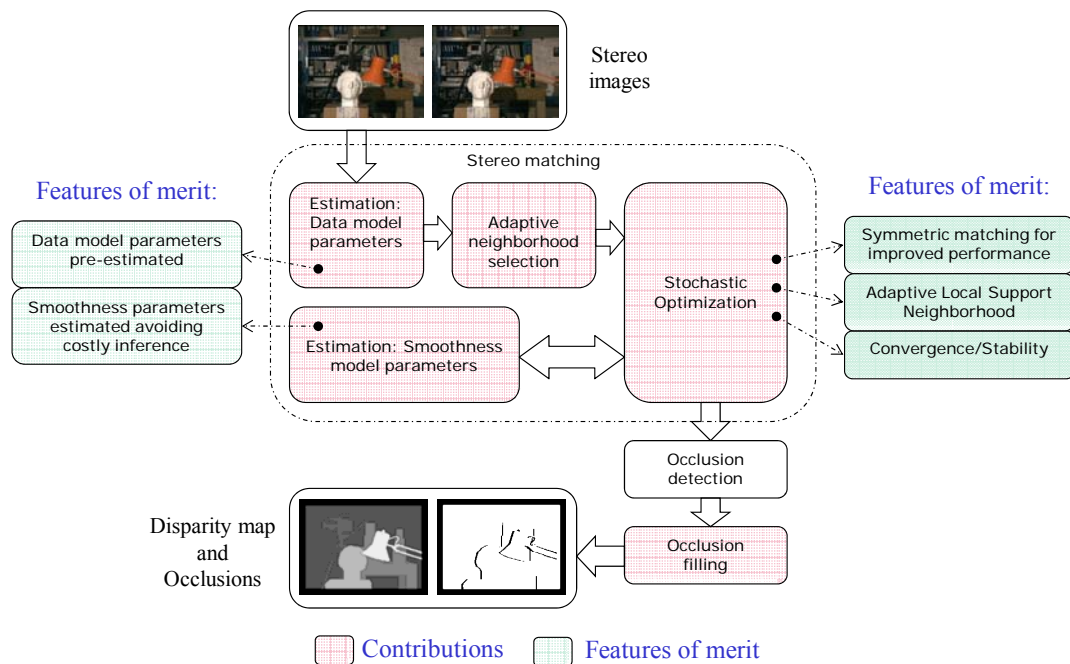 Stereo
images
Stereo matching
Features of merit:
Data model parameters
pre-estimated
Smoothness parameters
estimated avoiding
costly inference
Estimation:
Data model
parameters
Adaptive
neighborhood
selection
Estimation: Smoothness
model parameters
Stochastic
Optimization
Features of merit:
Symmetric matching for
improved performance
Adaptive Local Support
Neighborhood
Convergence/Stability
Occlusion
detection
Occlusion
filling
Disparity map
and
Occlusions
Contributions
Features of merit